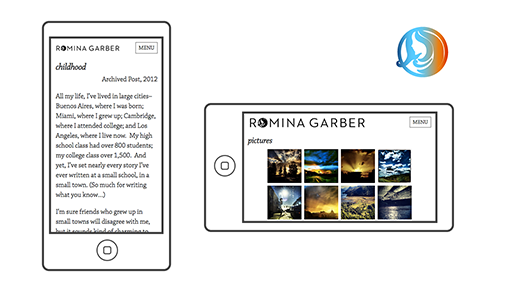 ROMINA GARBER
MENU
childhood
Archived Post, 2012
All my life, I've lived in large cities–
Buenos Aires, where I was born;
Miami, where I grew up; Cambridge,
where I attended college; and Los
Angeles, where I live now.  My high
school class had over 800 students;
my college class over 1,500.  And
yet, I've set nearly every story I've
ever written at a small school, in a
small town. (So much for writing
what you know...)
I'm sure friends who grew up in
small towns will disagree with me,
but it sounds kind of charming to
ROMINA GARBER
MENU
pictures